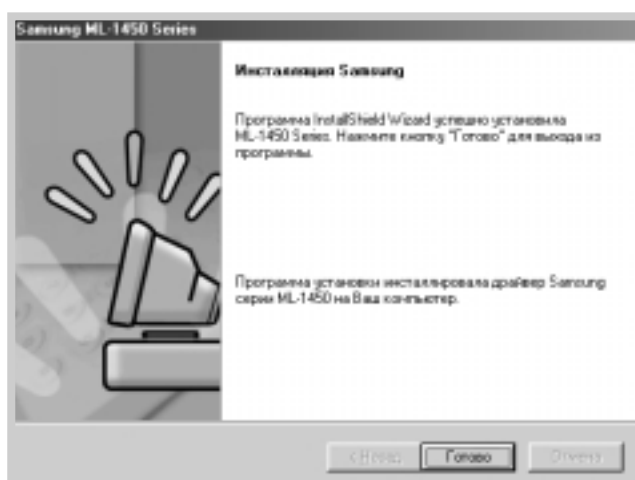 Samsung ML-1450 Series
Инсталляция Samsung
Программа InstallShield Wizard успешно установила
ML-1450 Series. Нажмите кнопку "Готово" для выхода из
программы.
Программа установки инсталлировала драйвер Samsung
серии ML-1450 на Ваш компьютер.
< Назад
Готово
Отмена